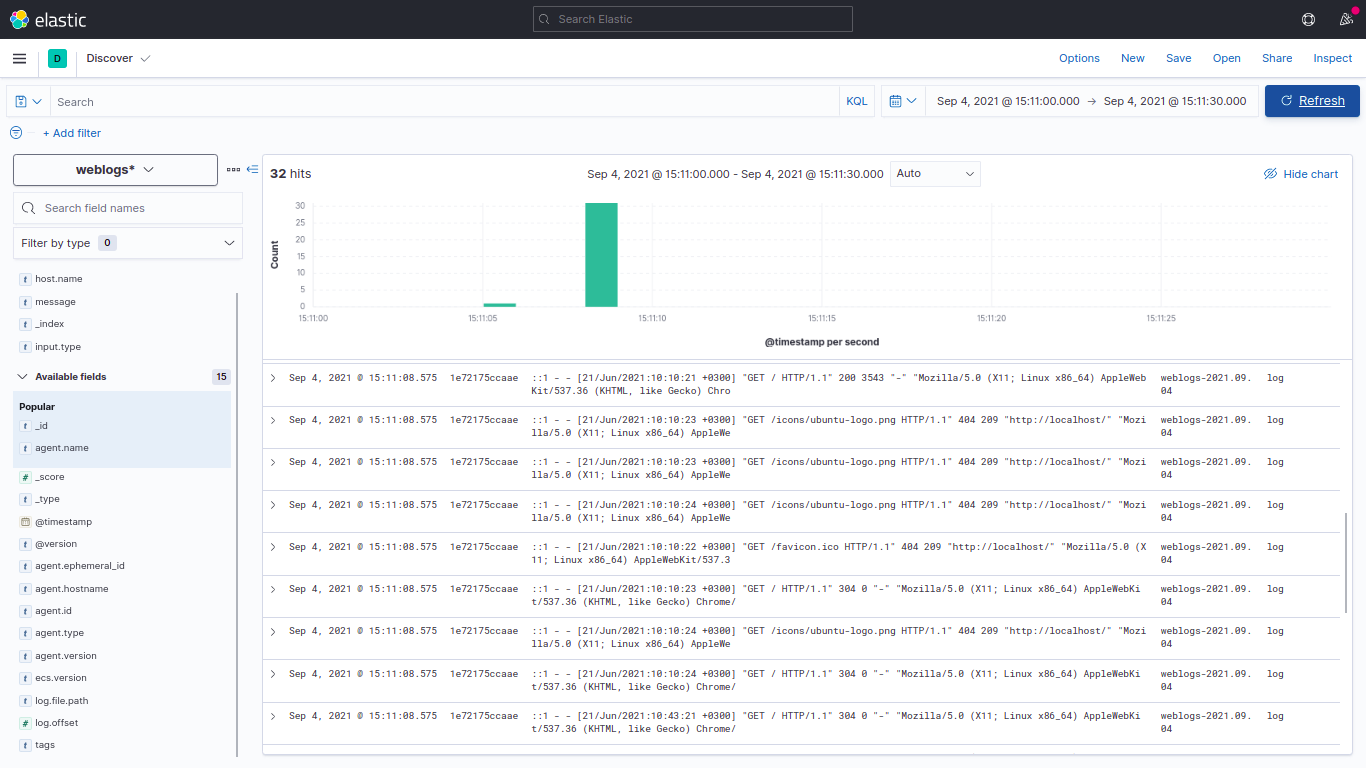 elastic
Search Elastic
D Discover Options New Save Open Share Inspect
Search KQL Sep 4, 2021 @ 15:11:00.000 → Sep 4, 2021 @ 15:11:30.000 Refresh
+ Add filter
weblogs*
Search field names
Filter by type 0
t host.name
t message
t _index
t input.type
Available fields 15
Popular
t _id
t agent.name
# _score
t _type
@timestamp
t @version
t agent.ephemeral_id
t agent.hostname
t agent.id
t agent.type
t agent.version
t ecs.version
t log.file.path
# log.offset
t tags
32 hits Sep 4, 2021 @ 15:11:00.000 - Sep 4, 2021 @ 15:11:30.000 Auto Hide chart
Count
30
25
20
15
10
5
0
15:11:00 15:11:05 15:11:10 15:11:15 15:11:20 15:11:25
@timestamp per second
Sep 4, 2021 @ 15:11:08.575 1e72175ccaae ::1 - - [21/Jun/2021:10:10:21 +0300] "GET / HTTP/1.1" 200 3543 "-" "Mozilla/5.0 (X11; Linux x86_64) AppleWeb weblogs-2021.09. log
Kit/537.36 (KHTML, like Gecko) Chro 04
Sep 4, 2021 @ 15:11:08.575 1e72175ccaae ::1 - - [21/Jun/2021:10:10:23 +0300] "GET /icons/ubuntu-logo.png HTTP/1.1" 404 209 "http://localhost/" "Mozi weblogs-2021.09. log
lla/5.0 (X11; Linux x86_64) AppleWe 04
Sep 4, 2021 @ 15:11:08.575 1e72175ccaae ::1 - - [21/Jun/2021:10:10:23 +0300] "GET /icons/ubuntu-logo.png HTTP/1.1" 404 209 "http://localhost/" "Mozi weblogs-2021.09. log
lla/5.0 (X11; Linux x86_64) AppleWe 04
Sep 4, 2021 @ 15:11:08.575 1e72175ccaae ::1 - - [21/Jun/2021:10:10:24 +0300] "GET /icons/ubuntu-logo.png HTTP/1.1" 404 209 "http://localhost/" "Mozi weblogs-2021.09. log
lla/5.0 (X11; Linux x86_64) AppleWe 04
Sep 4, 2021 @ 15:11:08.575 1e72175ccaae ::1 - - [21/Jun/2021:10:10:22 +0300] "GET /favicon.ico HTTP/1.1" 404 209 "http://localhost/" "Mozilla/5.0 (X weblogs-2021.09. log
11; Linux x86_64) AppleWebKit/537.3 04
Sep 4, 2021 @ 15:11:08.575 1e72175ccaae ::1 - - [21/Jun/2021:10:10:23 +0300] "GET / HTTP/1.1" 304 0 "-" "Mozilla/5.0 (X11; Linux x86_64) AppleWebKi weblogs-2021.09. log
t/537.36 (KHTML, like Gecko) Chrome/ 04
Sep 4, 2021 @ 15:11:08.575 1e72175ccaae ::1 - - [21/Jun/2021:10:10:24 +0300] "GET /icons/ubuntu-logo.png HTTP/1.1" 404 209 "http://localhost/" "Mozi weblogs-2021.09. log
lla/5.0 (X11; Linux x86_64) AppleWe 04
Sep 4, 2021 @ 15:11:08.575 1e72175ccaae ::1 - - [21/Jun/2021:10:10:24 +0300] "GET / HTTP/1.1" 304 0 "-" "Mozilla/5.0 (X11; Linux x86_64) AppleWebKi weblogs-2021.09. log
t/537.36 (KHTML, like Gecko) Chrome/ 04
Sep 4, 2021 @ 15:11:08.575 1e72175ccaae ::1 - - [21/Jun/2021:10:43:21 +0300] "GET / HTTP/1.1" 304 0 "-" "Mozilla/5.0 (X11; Linux x86_64) AppleWebKi weblogs-2021.09. log
t/537.36 (KHTML, like Gecko) Chrome/ 04